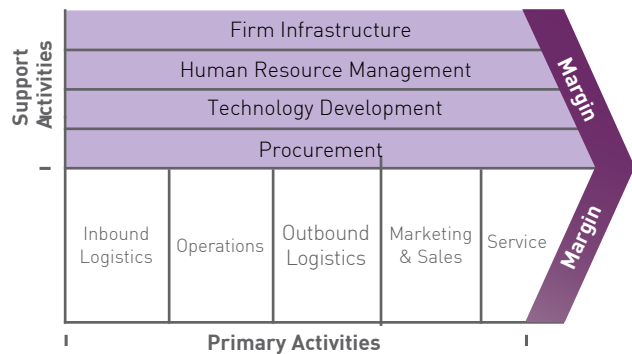 Support
Activities
Firm Infrastructure
Human Resource Management
Technology Development
Procurement
Margin
Inbound
Logistics
Operations
Outbound
Logistics
Marketing
& Sales
Service
Margin
Primary Activities